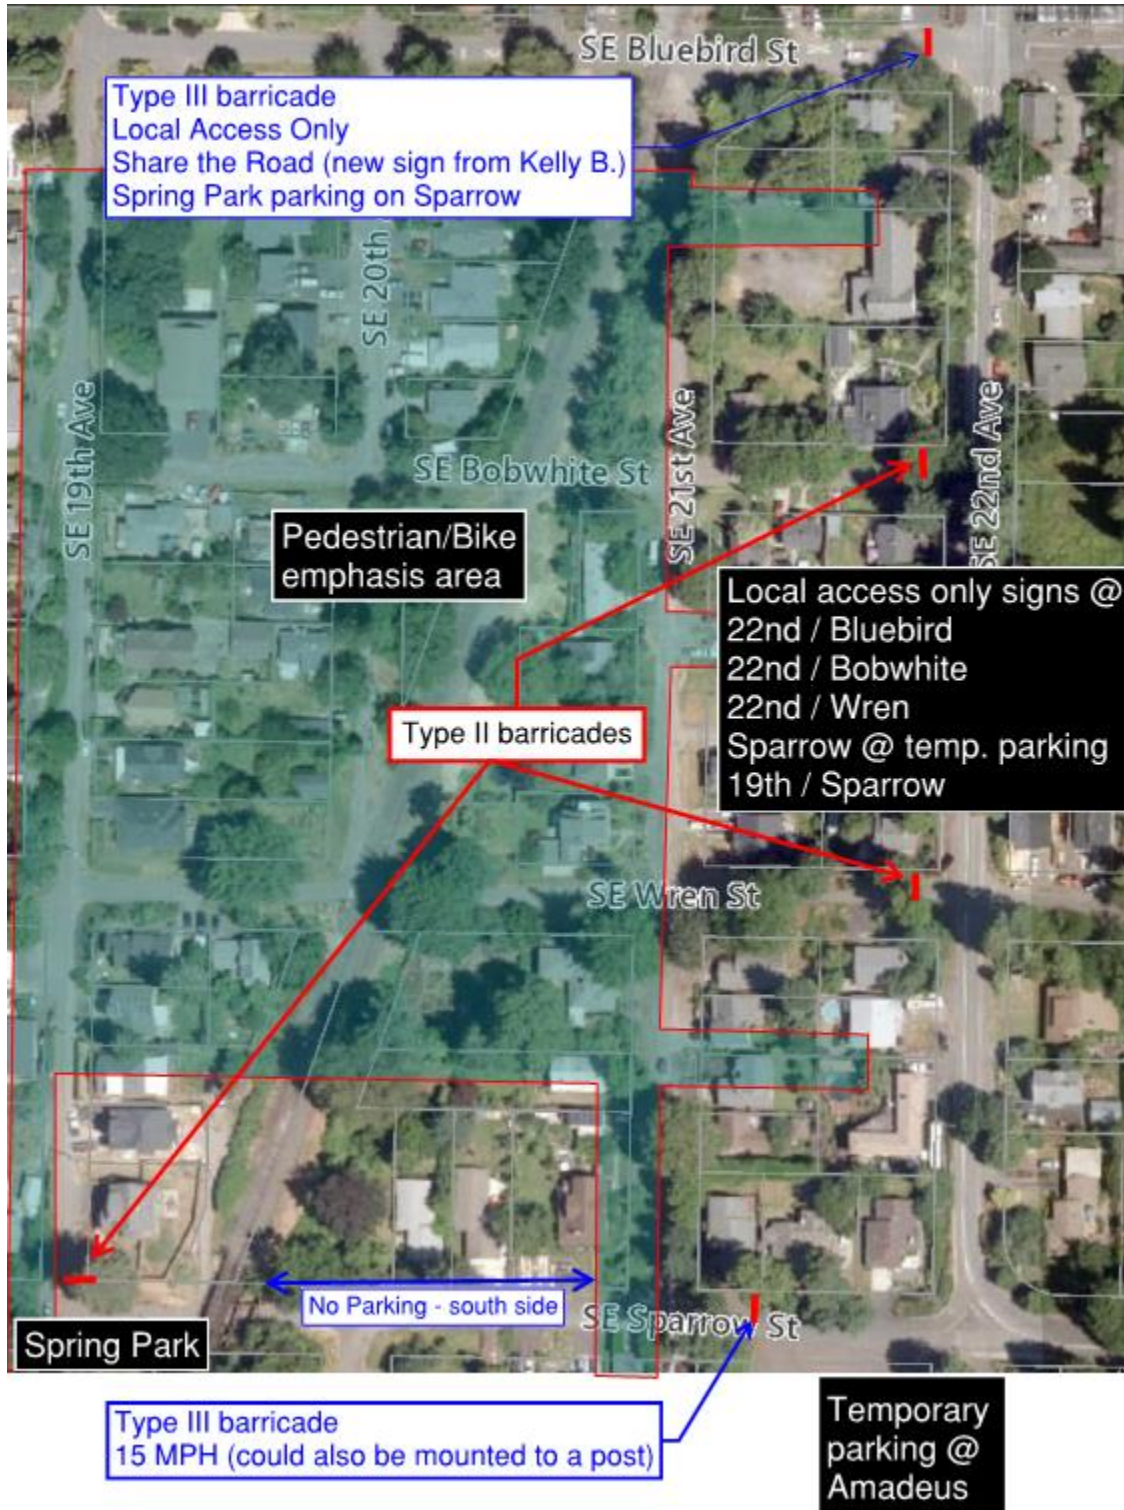 SE Bluebird St
Type III barricade
Local Access Only
Share the Road (new sign from Kelly B.)
Spring Park parking on Sparrow
SE 20th
SE 19th Ave
SE Bobwhite St
SE 21st Ave
SE 22nd Ave
Pedestrian/Bike
emphasis area
Local access only signs @
22nd / Bluebird
22nd / Bobwhite
22nd / Wren
Sparrow @ temp. parking
19th / Sparrow
Type II barricades
SE Wren St
No Parking - south side
SE Sparrow St
Spring Park
Type III barricade
15 MPH (could also be mounted to a post)
Temporary
parking @
Amadeus